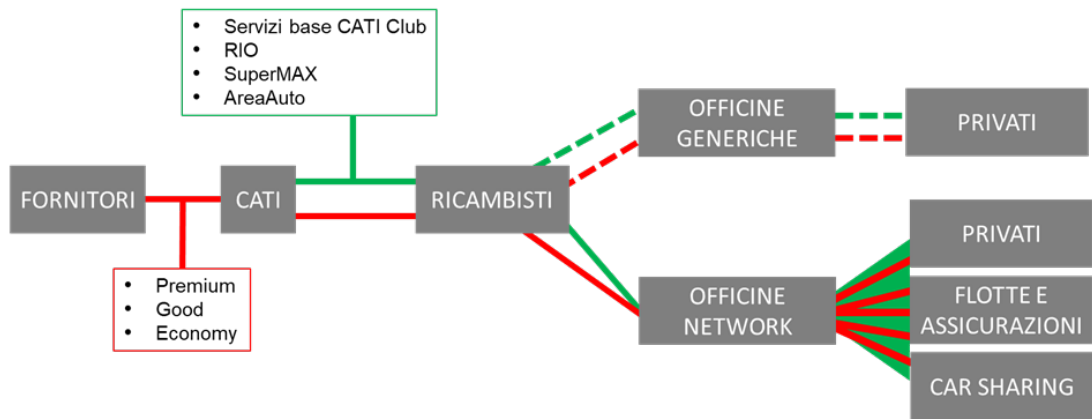 • Servizi base CATI Club
• RIO
• SuperMAX
• AreaAuto
OFFICINE
GENERICHE
PRIVATI
FORNITORI
CATI
RICAMBISTI
PRIVATI
• Premium
• Good
• Economy
OFFICINE
NETWORK
FLOTTE E
ASSICURAZIONI
CAR SHARING